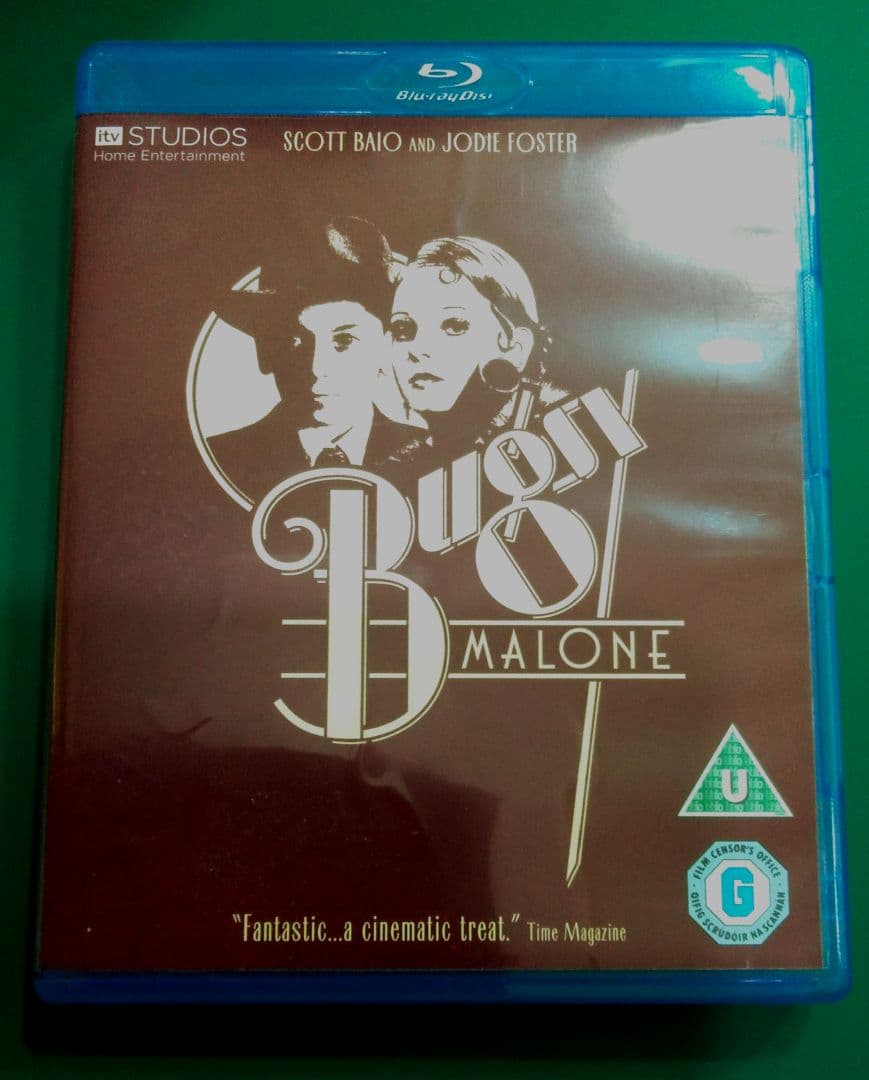 Blu-ray Disc
itv STUDIOS
Home Entertainment
SCOTT BAIO AND JODIE FOSTER
Bugsy
MALONE
U
FILM CENSOR'S OFFICE
G
OIFIG SCRÚDÓIR NA SCANNÁN
"Fantastic...a cinematic treat." Time Magazine